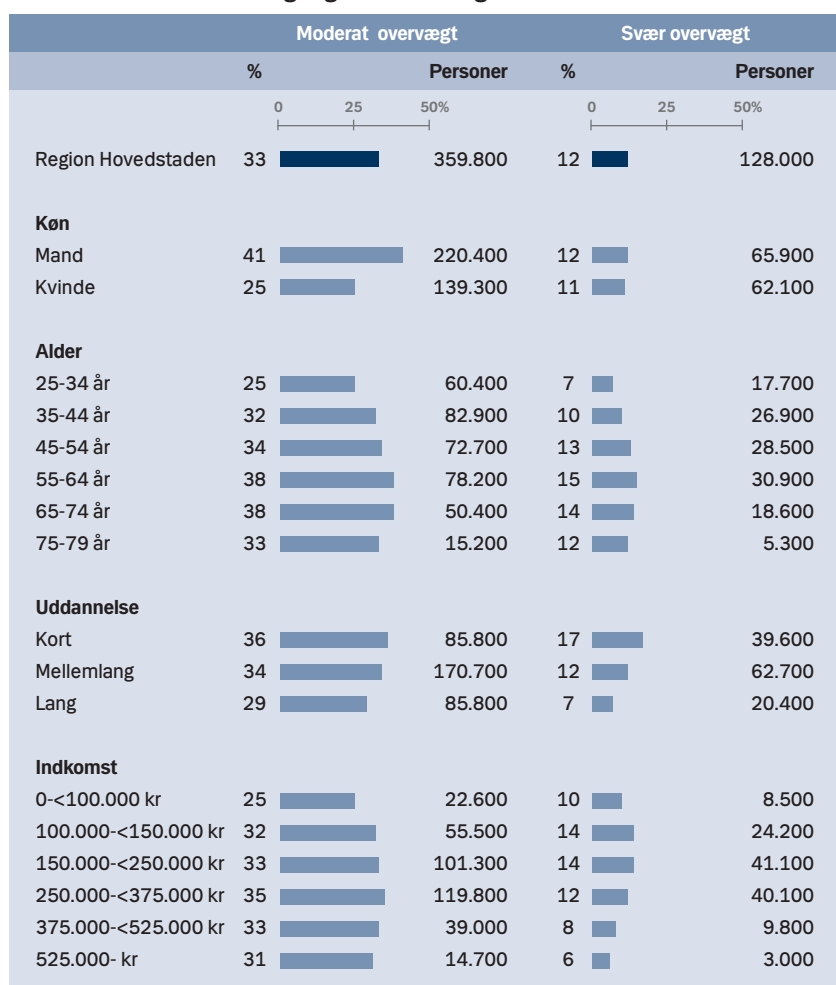 Moderat overvægt Svær overvægt
% Personer % Personer
0 25 50% 0 25 50%
Region Hovedstaden 33 359.800 12 128.000
Køn
Mand 41 220.400 12 65.900
Kvinde 25 139.300 11 62.100
Alder
25-34 år 25 60.400 7 17.700
35-44 år 32 82.900 10 26.900
45-54 år 34 72.700 13 28.500
55-64 år 38 78.200 15 30.900
65-74 år 38 50.400 14 18.600
75-79 år 33 15.200 12 5.300
Uddannelse
Kort 36 85.800 17 39.600
Mellemlang 34 170.700 12 62.700
Lang 29 85.800 7 20.400
Indkomst
0-<100.000 kr 25 22.600 10 8.500
100.000-<150.000 kr 32 55.500 14 24.200
150.000-<250.000 kr 33 101.300 14 41.100
250.000-<375.000 kr 35 119.800 12 40.100
375.000-<525.000 kr 33 39.000 8 9.800
525.000- kr 31 14.700 6 3.000